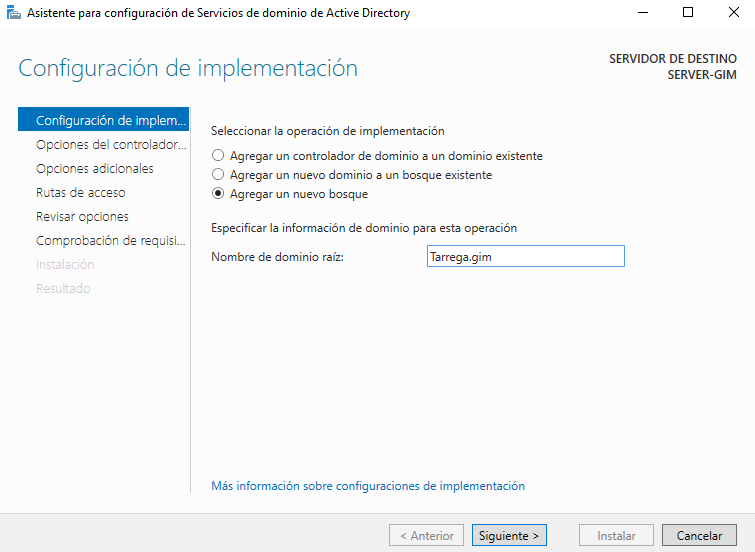 Asistente para configuración de Servicios de dominio de Active Directory
Configuración de implementación
SERVIDOR DE DESTINO
SERVER-GIM
Configuración de implem...
Opciones del controlador...
Opciones adicionales
Rutas de acceso
Revisar opciones
Comprobación de requisi...
Instalación
Resultado
Seleccionar la operación de implementación
Agregar un controlador de dominio a un dominio existente
Agregar un nuevo dominio a un bosque existente
Agregar un nuevo bosque
Especificar la información de dominio para esta operación
Nombre de dominio raíz:
Tarrega.gim
Más información sobre configuraciones de implementación
< Anterior
Siguiente >
Instalar
Cancelar